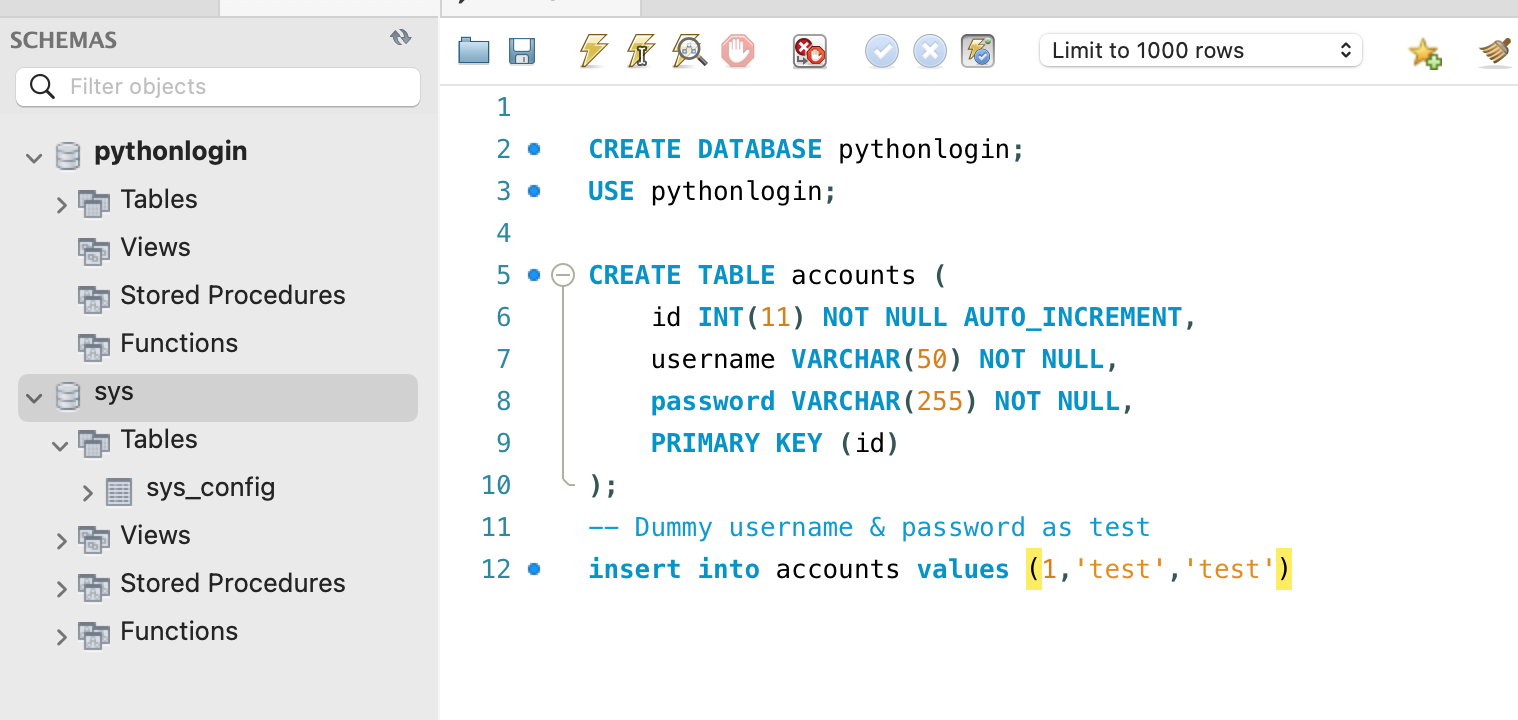 SCHEMAS
Filter objects
pythonlogin
Tables
Views
Stored Procedures
Functions
sys
Tables
sys_config
Views
Stored Procedures
Functions
Limit to 1000 rows
1
2 CREATE DATABASE pythonlogin;
3 USE pythonlogin;
4
5 CREATE TABLE accounts (
6 id INT(11) NOT NULL AUTO_INCREMENT,
7 username VARCHAR(50) NOT NULL,
8 password VARCHAR(255) NOT NULL,
9 PRIMARY KEY (id)
10 );
11 -- Dummy username & password as test
12 insert into accounts values (1,'test','test')